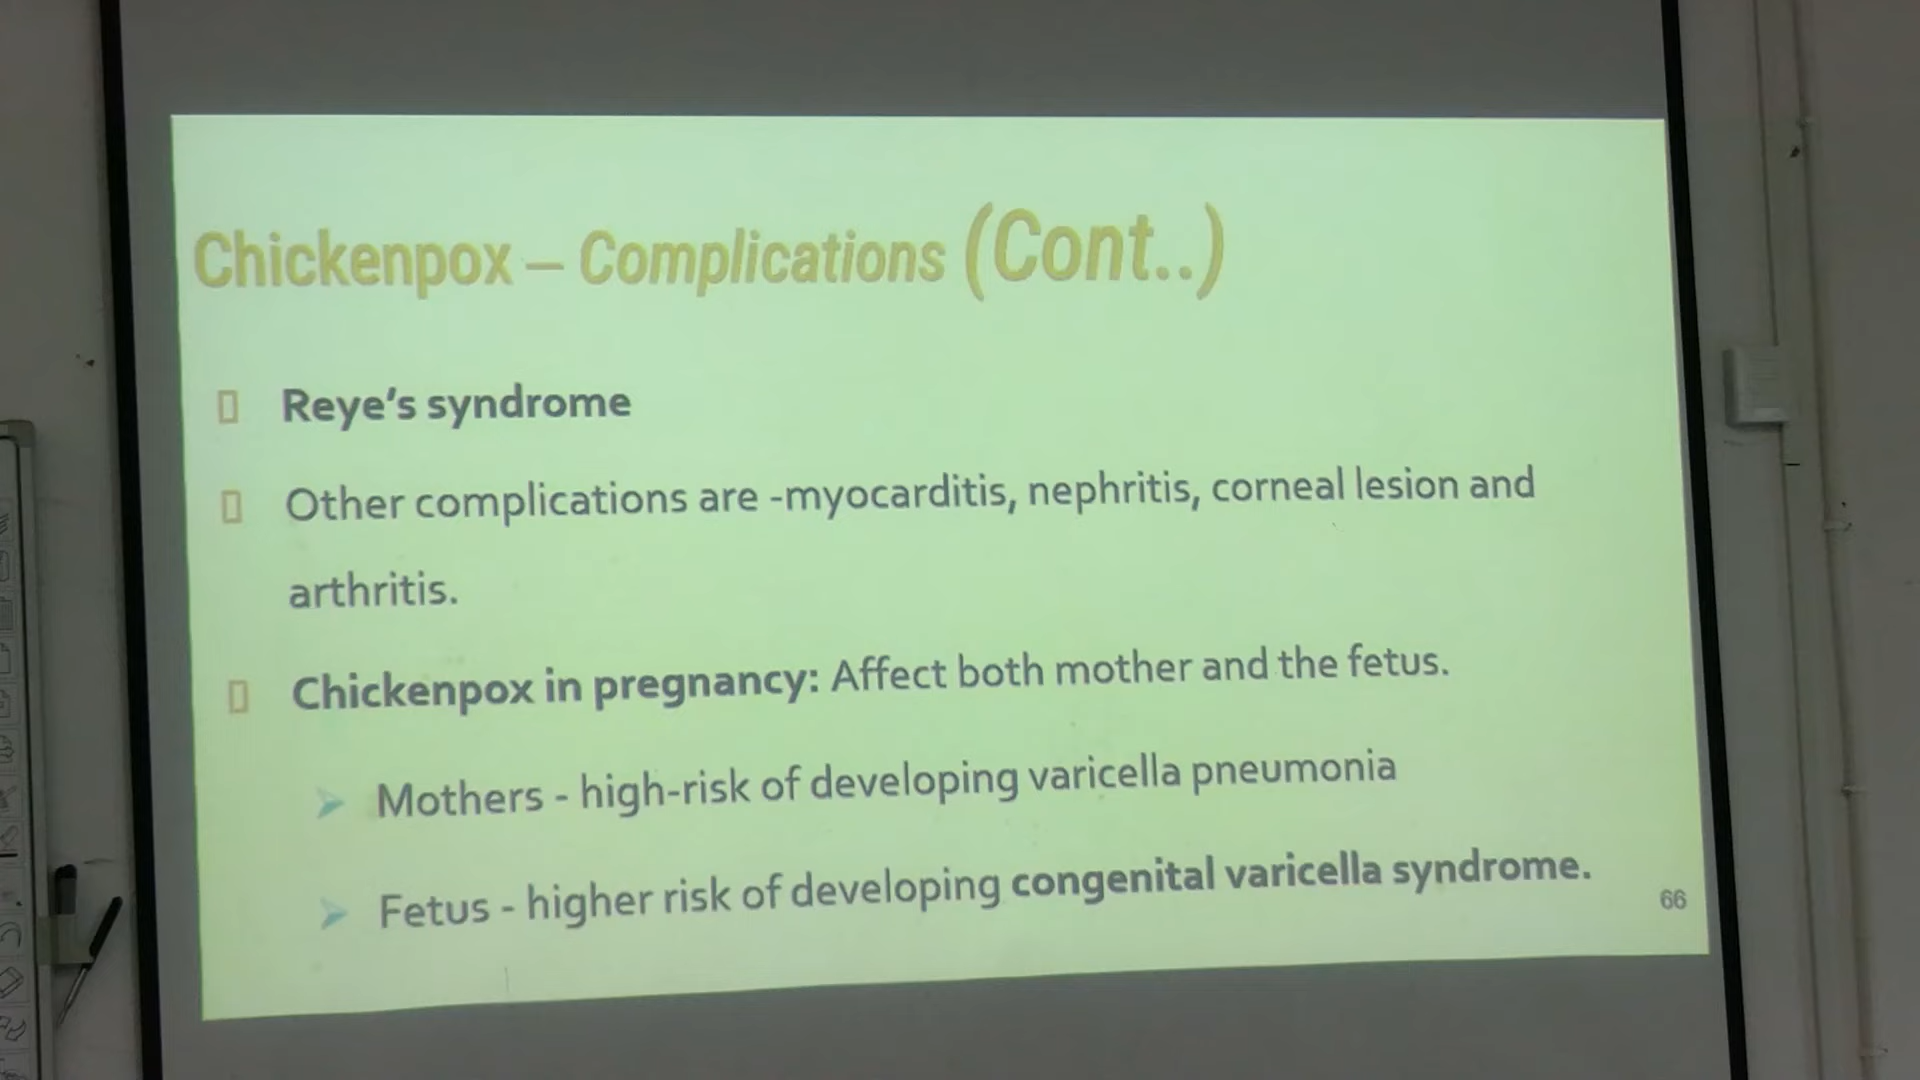 Chickenpox – Complications (Cont..)
Reye's syndrome
Other complications are -myocarditis, nephritis, corneal lesion and
arthritis.
Chickenpox in pregnancy: Affect both mother and the fetus.
Mothers - high-risk of developing varicella pneumonia
Fetus - higher risk of developing congenital varicella syndrome.
66